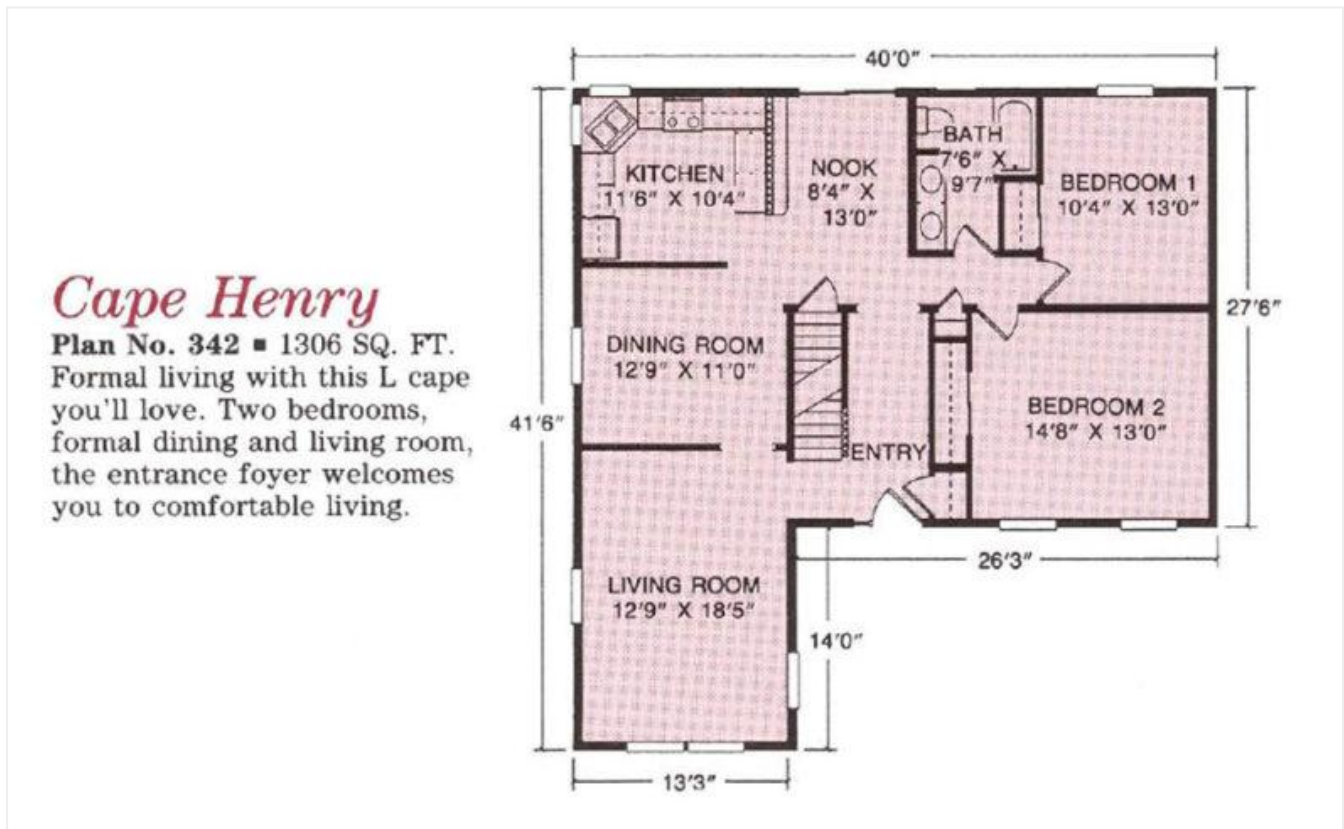 Cape Henry
Plan No. 342 ▪ 1306 SQ. FT.
Formal living with this L cape
you'll love. Two bedrooms,
formal dining and living room,
the entrance foyer welcomes
you to comfortable living.
40'0"
KITCHEN
11'6" X 10'4"
NOOK
8'4" X
13'0"
BATH
7'6" X
9'7"
BEDROOM 1
10'4" X 13'0"
27'6"
DINING ROOM
12'9" X 11'0"
41'6"
BEDROOM 2
14'8" X 13'0"
ENTRY
26'3"
LIVING ROOM
12'9" X 18'5"
14'0"
13'3"